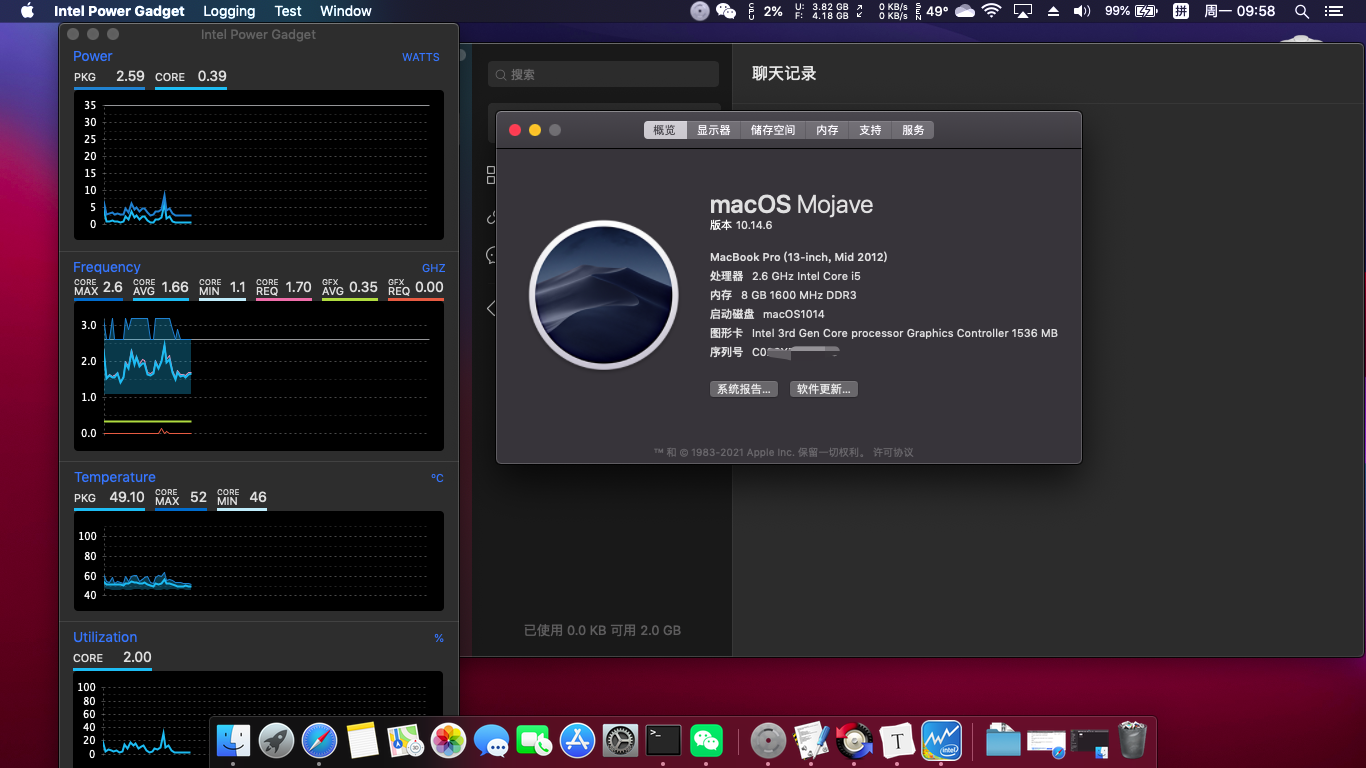 Intel Power Gadget Logging Test Window
CPU 2% U: 3.82 GB F: 4.18 GB 0 KB/s 0 KB/s SEN 49° 99% 拼 周一 09:58
Intel Power Gadget
Power WATTS
PKG 2.59 CORE 0.39
35
30
25
20
15
10
5
0
Frequency GHZ
CORE MAX 2.6 CORE AVG 1.66 CORE MIN 1.1 CORE REQ 1.70 GFX AVG 0.35 GFX REQ 0.00
3.0
2.0
1.0
0.0
Temperature °C
PKG 49.10 CORE MAX 52 CORE MIN 46
100
80
60
40
Utilization %
CORE 2.00
100
80
60
40
20
0
搜索
聊天记录
已使用 0.0 KB 可用 2.0 GB
概览 显示器 储存空间 内存 支持 服务
macOS Mojave
版本 10.14.6
MacBook Pro (13-inch, Mid 2012)
处理器 2.6 GHz Intel Core i5
内存 8 GB 1600 MHz DDR3
启动磁盘 macOS1014
图形卡 Intel 3rd Gen Core processor Graphics Controller 1536 MB
序列号
系统报告... 软件更新...
™ 和 © 1983-2021 Apple Inc. 保留一切权利。 许可协议
3D
>_
T
intel